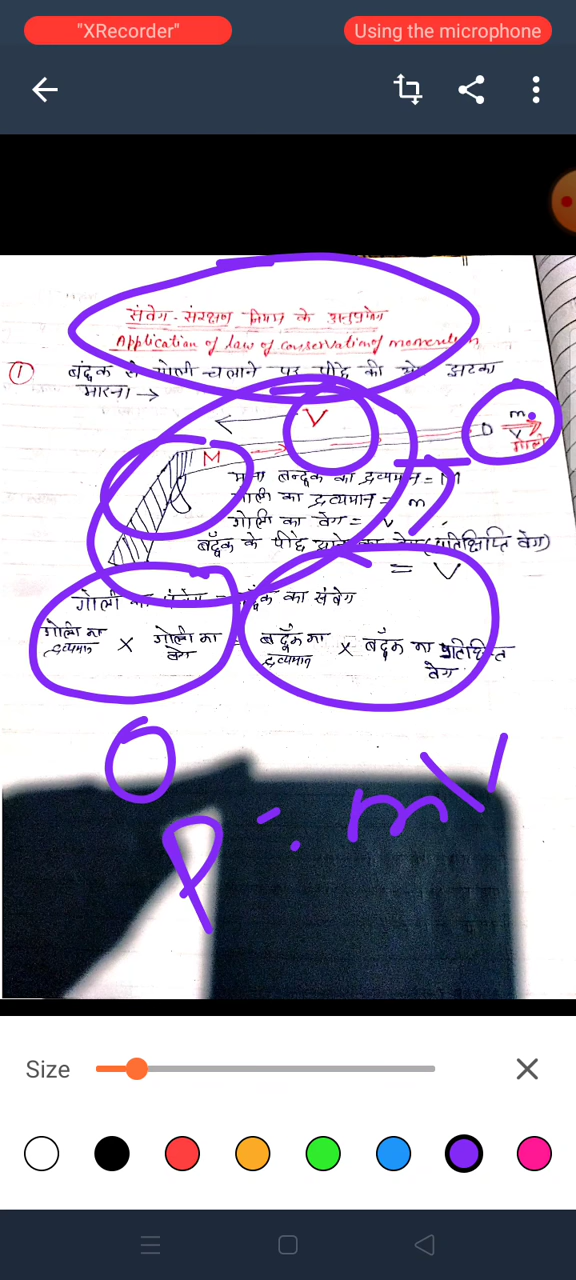 "XRecorder"
Using the microphone
संवेग-संरक्षण नियम के अनुप्रयोग
Application of law of conservation of momentum
① बंदूक से गोली चलाने पर पीछे की ओर झटका
मारना →
V
M
m
v
गोली
माना बन्दूक का द्रव्यमान = M
गोली का द्रव्यमान = m
गोली का वेग = v
बँदूक के पीछे का वेग (प्रतिक्षिप्ति वेग)
= V
गोली का संवेग = बंदूक का संवेग
गोली का द्रव्यमान × गोली का वेग = बँदूक का द्रव्यमान × बँदूक का प्रतिक्षिप्त वेग
O
P = mV
Size